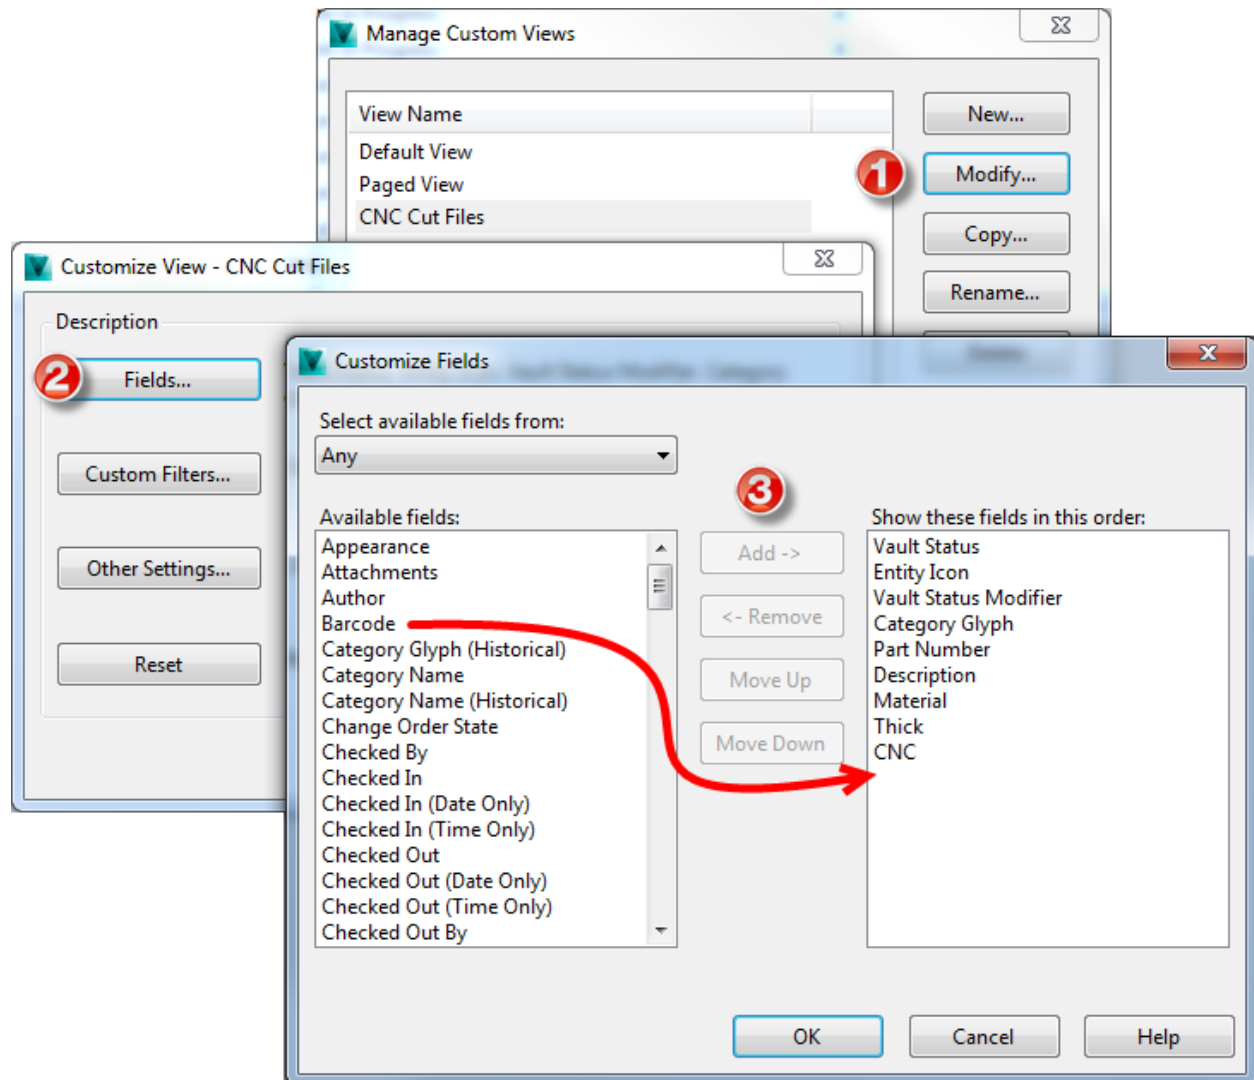 Manage Custom Views
View Name
Default View
Paged View
CNC Cut Files
New...
1
Modify...
Copy...
Rename...
Customize View - CNC Cut Files
Description
2
Fields...
Custom Filters...
Other Settings...
Reset
Customize Fields
Select available fields from:
Any
Available fields:
Appearance
Attachments
Author
Barcode
Category Glyph (Historical)
Category Name
Category Name (Historical)
Change Order State
Checked By
Checked In
Checked In (Date Only)
Checked In (Time Only)
Checked Out
Checked Out (Date Only)
Checked Out (Time Only)
Checked Out By
3
Add ->
<- Remove
Move Up
Move Down
Show these fields in this order:
Vault Status
Entity Icon
Vault Status Modifier
Category Glyph
Part Number
Description
Material
Thick
CNC
OK
Cancel
Help